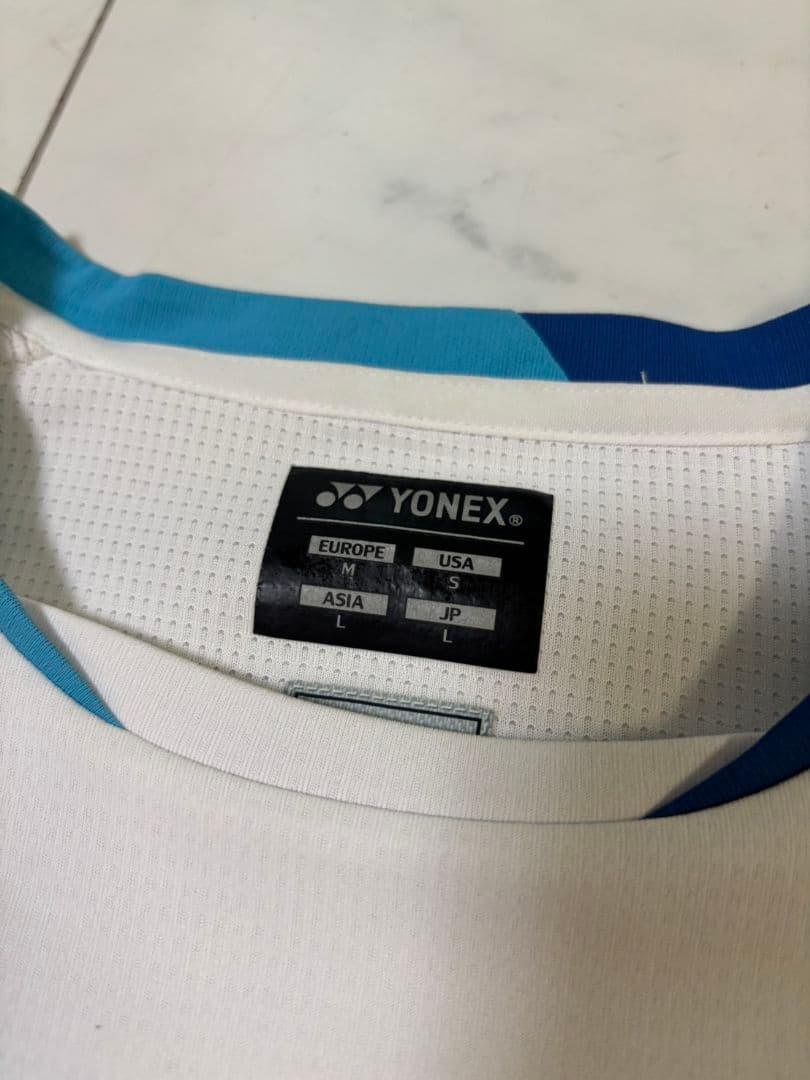 YONEX®
EUROPE USA
M S
ASIA JP
L L